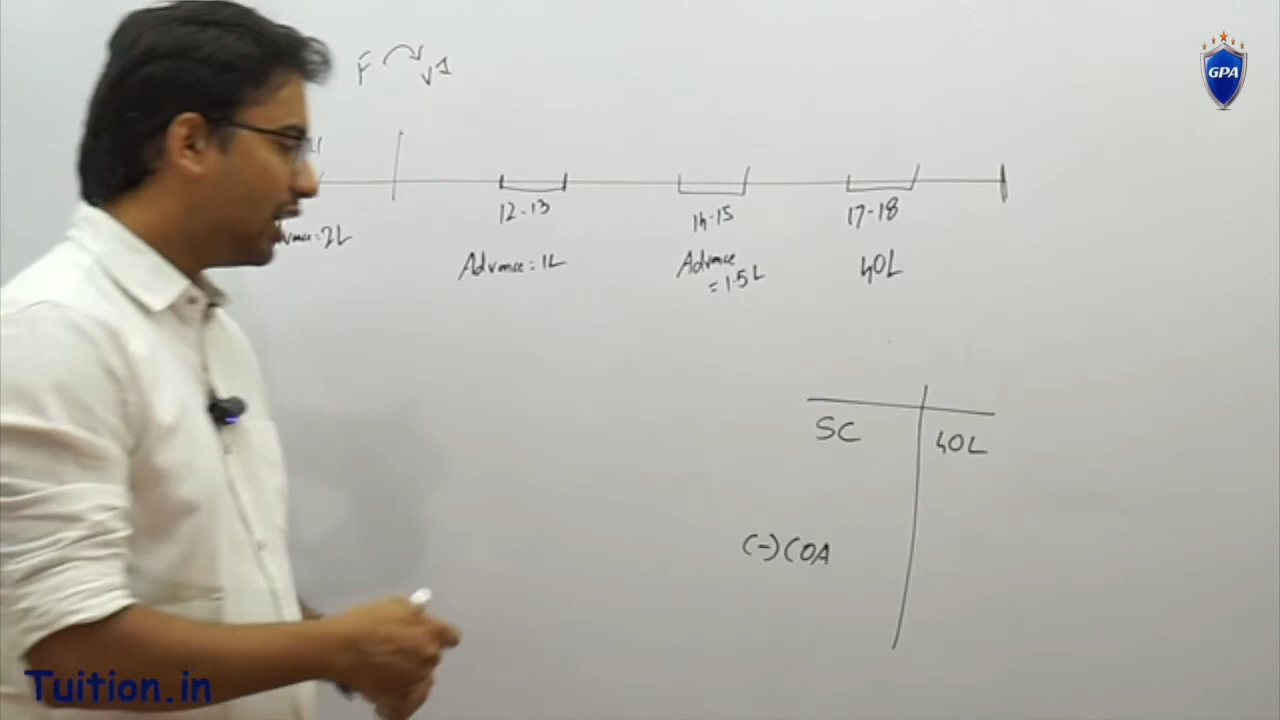 F V1
GPA
12-13
14-15
17-18
Advance: 1L
Advance
= 1.5L
40L
SC
40L
(-) COA
Tuition.in